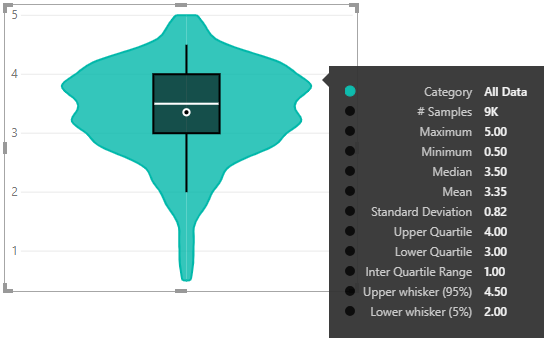 5
4
3
2
1
Category All Data
# Samples 9K
Maximum 5.00
Minimum 0.50
Median 3.50
Mean 3.35
Standard Deviation 0.82
Upper Quartile 4.00
Lower Quartile 3.00
Inter Quartile Range 1.00
Upper whisker (95%) 4.50
Lower whisker (5%) 2.00